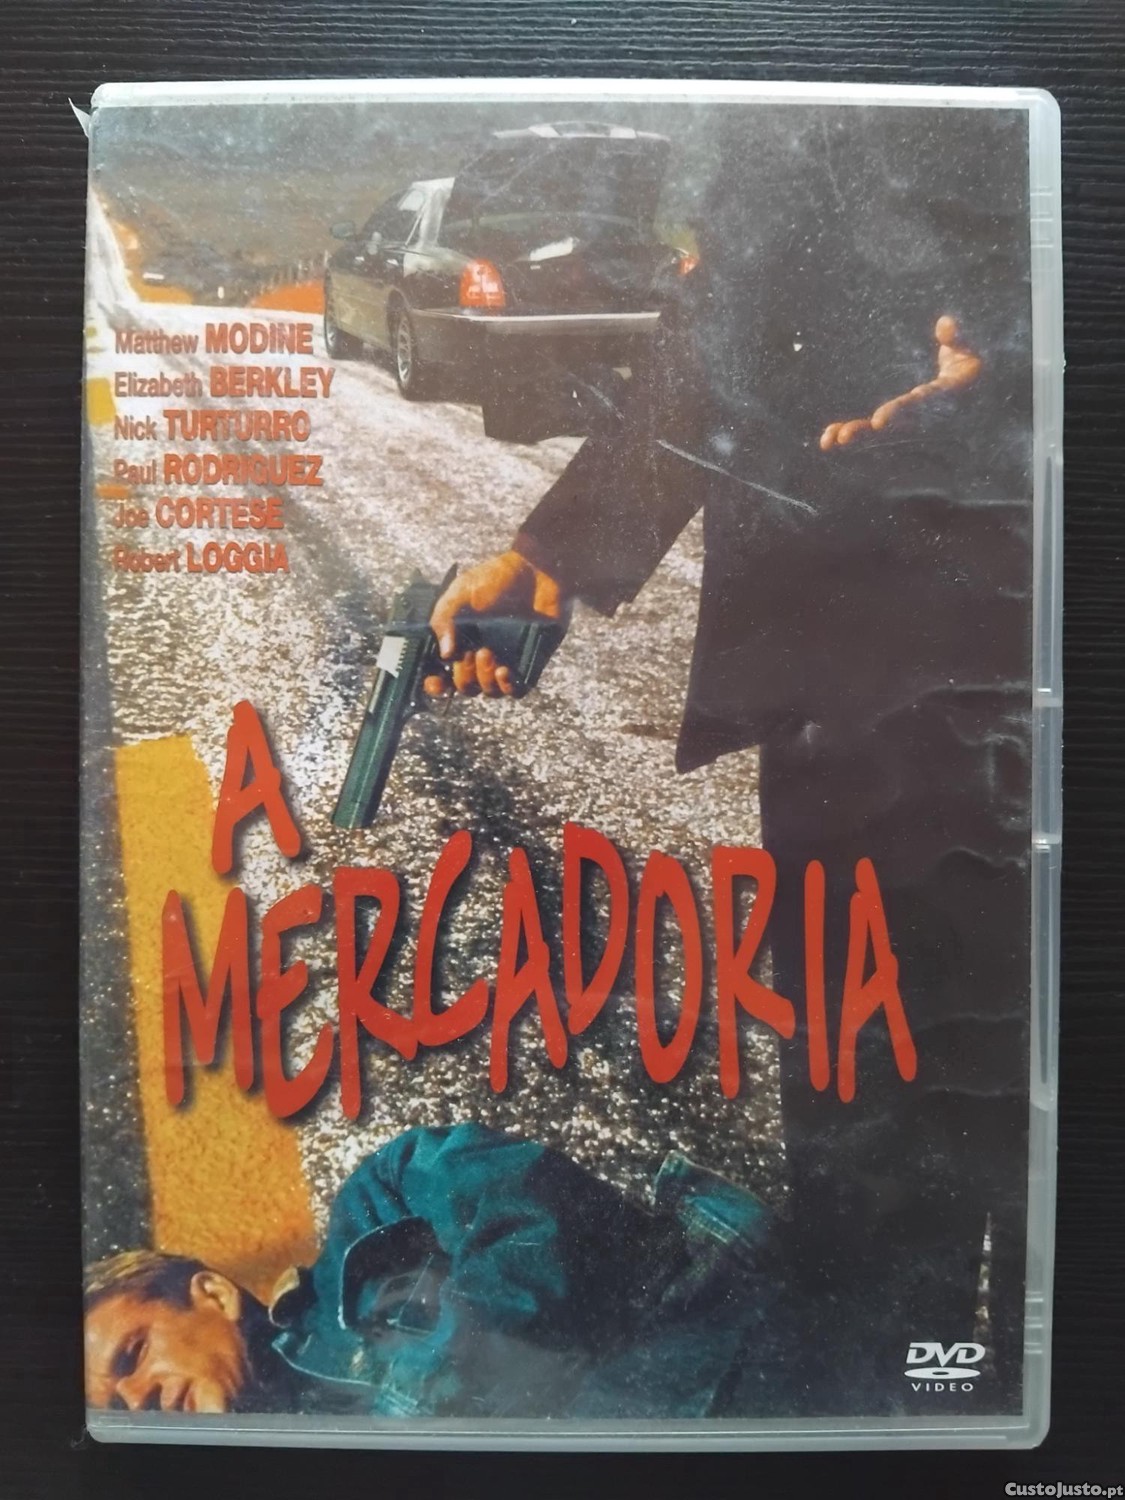 Matthew MODINE
Elizabeth BERKLEY
Nick TURTURRO
Paul RODRIGUEZ
Joe CORTESE
Robert LOGGIA
A
MERCADORIA
DVD
VIDEO
CustoJusto.pt